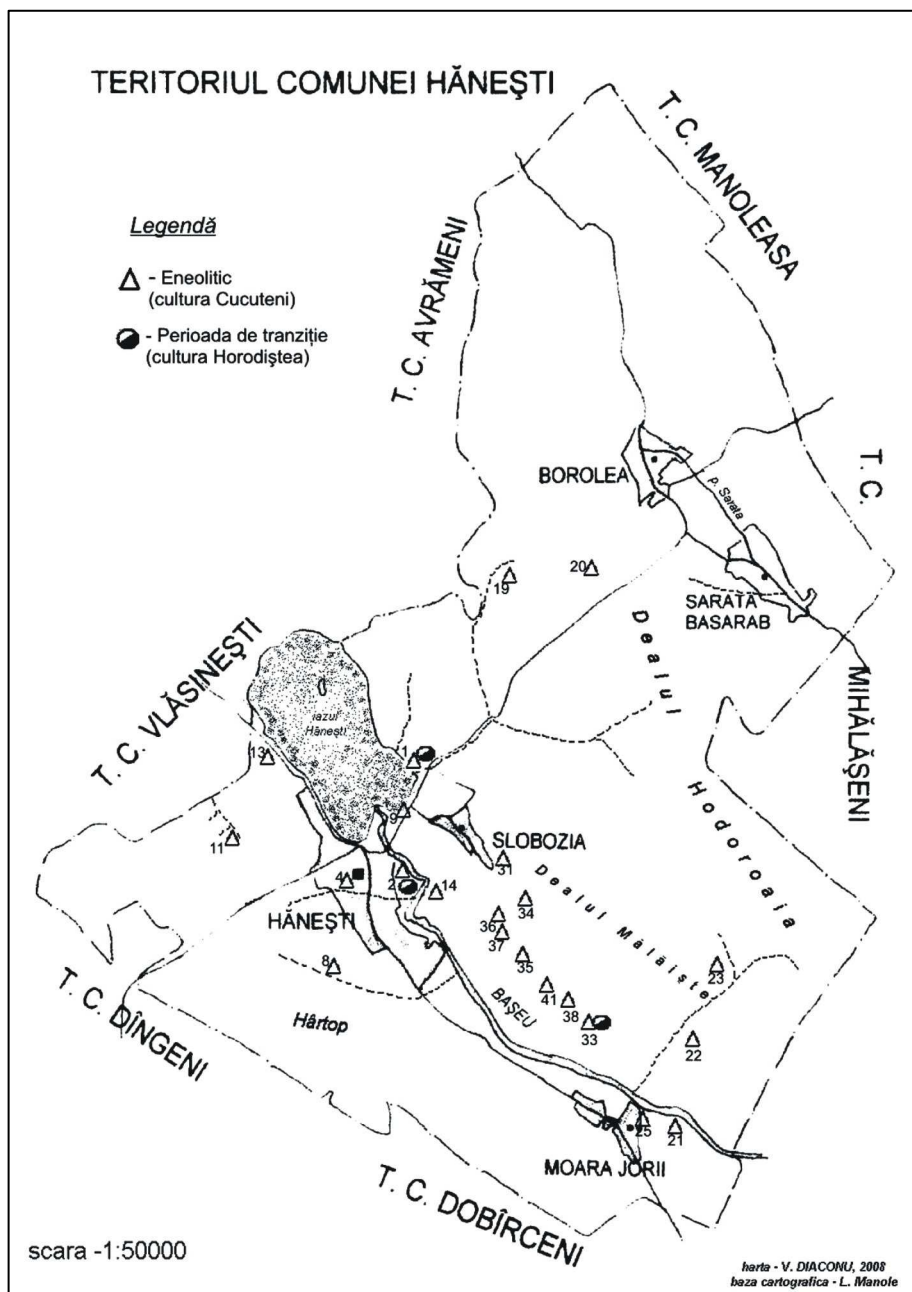 TERITORIUL COMUNEI HĂNEŞTI
T. C. MANOLEASA
Legendă
- Eneolitic
(cultura Cucuteni)
- Perioada de tranziție
(cultura Horodiştea)
T. C. AVRĂMENI
BOROLEA
p. Sarata
T. C.
20
19
SARATA
BASARAB
Dealul
T. C. VLĂSINEŞTI
iazul
Hăneşti
MIHĂLĂŞENI
13
1
9
Hodoroaia
SLOBOZIA
11
31
4
2
14
Dealul Mălăişte
34
HĂNEŞTI
36
37
8
35
23
T. C. DÎNGENI
BAŞEU
41
38
Hârtop
33
22
25
21
MOARA JORII
T. C. DOBÎRCENI
scara -1:50000
harta - V. DIACONU, 2008
baza cartografica - L. Manole